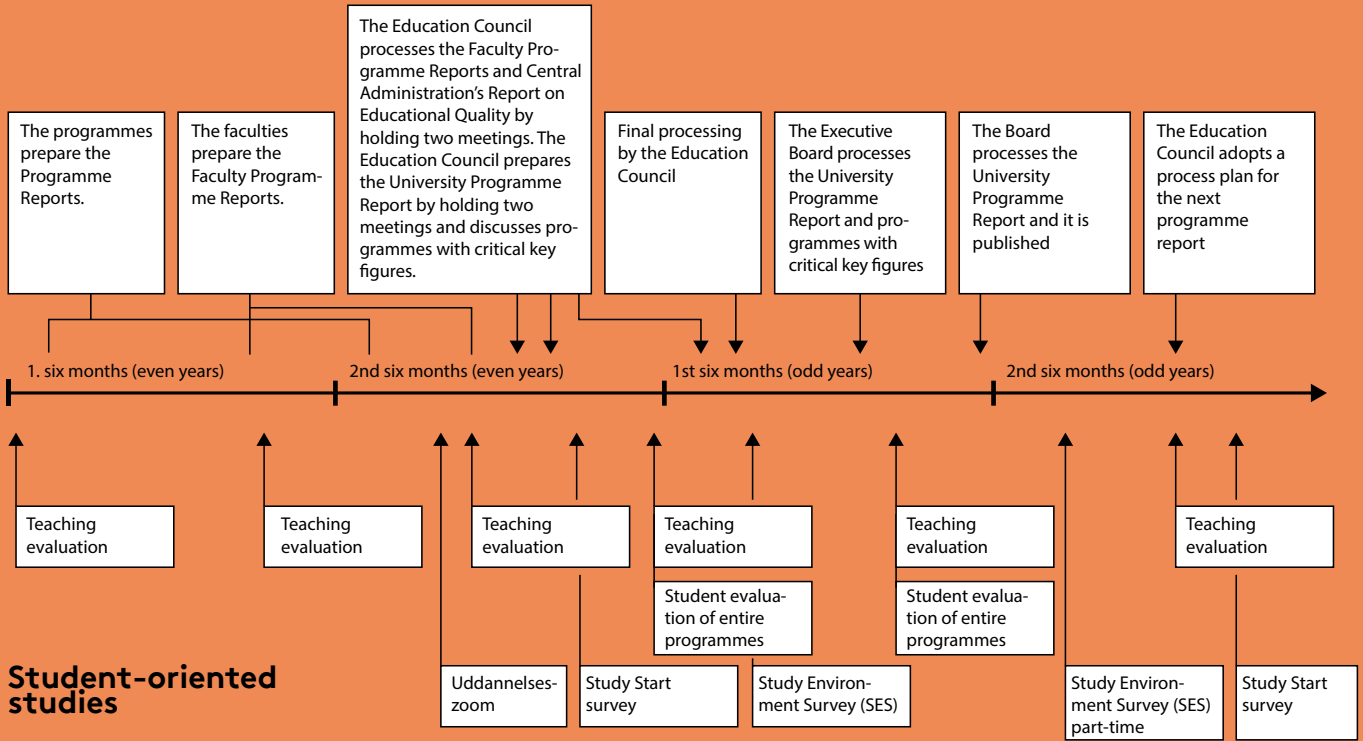 The programmes
prepare the
Programme
Reports.
The faculties
prepare the
Faculty Program-
me Reports.
The Education Council
processes the Faculty Pro-
gramme Reports and Central
Administration's Report on
Educational Quality by
holding two meetings. The
Education Council prepares
the University Programme
Report by holding two
meetings and discusses pro-
grammes with critical key
figures.
Final processing
by the Education
Council
The Executive
Board processes
the University
Programme
Report and pro-
grammes with
critical key figures
The Board
processes the
University
Programme
Report and it is
published
The Education
Council adopts a
process plan for
the next
programme
report
1. six months (even years)
2nd six months (even years)
1st six months (odd years)
2nd six months (odd years)
Teaching
evaluation
Teaching
evaluation
Teaching
evaluation
Teaching
evaluation
Teaching
evaluation
Teaching
evaluation
Student evalua-
tion of entire
programmes
Student evalua-
tion of entire
programmes
Student-oriented
studies
Uddannelses-
zoom
Study Start
survey
Study Environ-
ment Survey (SES)
Study Environ-
ment Survey (SES)
part-time
Study Start
survey